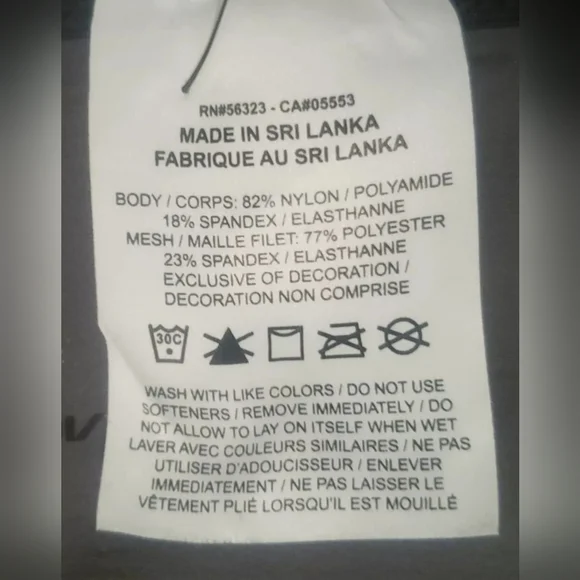 RN#56323 - CA#05553
MADE IN SRI LANKA
FABRIQUE AU SRI LANKA
BODY / CORPS: 82% NYLON / POLYAMIDE
18% SPANDEX / ELASTHANNE
MESH / MAILLE FILET: 77% POLYESTER
23% SPANDEX / ELASTHANNE
EXCLUSIVE OF DECORATION /
DECORATION NON COMPRISE
30C
WASH WITH LIKE COLORS / DO NOT USE
SOFTENERS / REMOVE IMMEDIATELY / DO
NOT ALLOW TO LAY ON ITSELF WHEN WET
LAVER AVEC COULEURS SIMILAIRES / NE PAS
UTILISER D'ADOUCISSEUR / ENLEVER
IMMEDIATEMENT / NE PAS LAISSER LE
VÊTEMENT PLIÉ LORSQU'IL EST MOUILLÉ